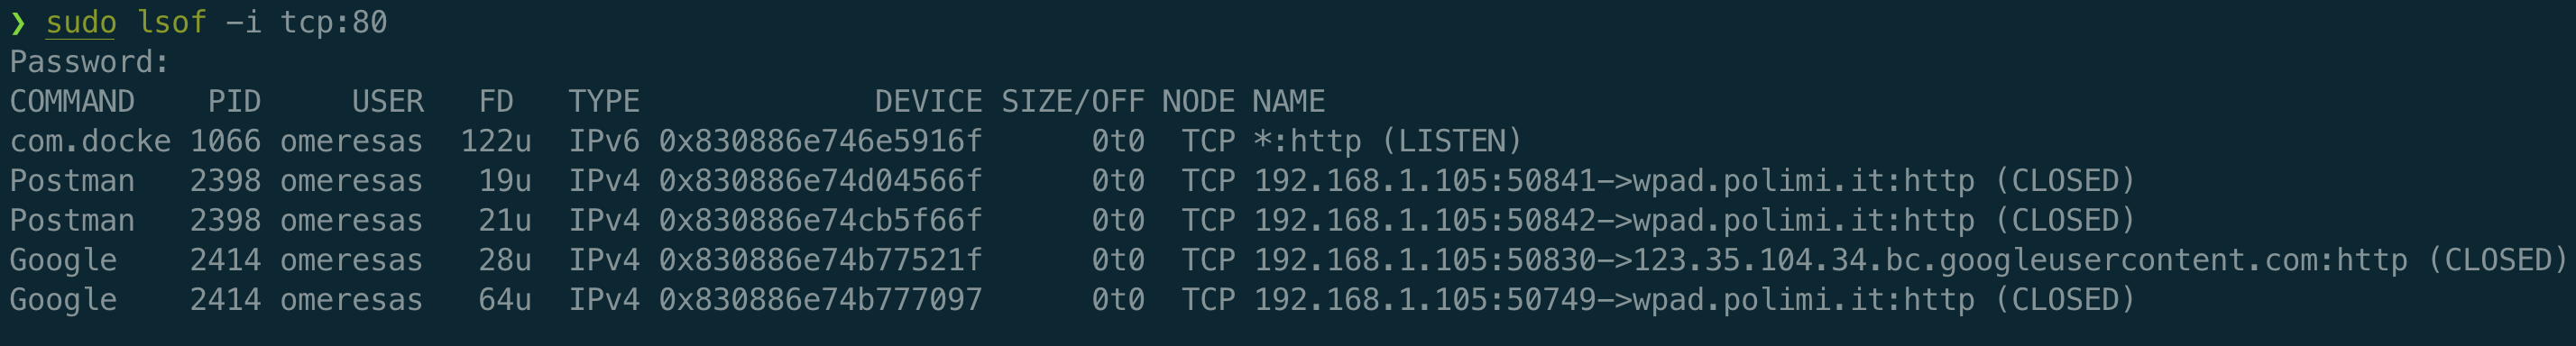 ❯ sudo lsof -i tcp:80
Password:
COMMAND    PID     USER   FD   TYPE             DEVICE SIZE/OFF NODE NAME
com.docke 1066 omeresas  122u  IPv6 0x830886e746e5916f      0t0  TCP *:http (LISTEN)
Postman   2398 omeresas   19u  IPv4 0x830886e74d04566f      0t0  TCP 192.168.1.105:50841->wpad.polimi.it:http (CLOSED)
Postman   2398 omeresas   21u  IPv4 0x830886e74cb5f66f      0t0  TCP 192.168.1.105:50842->wpad.polimi.it:http (CLOSED)
Google    2414 omeresas   28u  IPv4 0x830886e74b77521f      0t0  TCP 192.168.1.105:50830->123.35.104.34.bc.googleusercontent.com:http (CLOSED)
Google    2414 omeresas   64u  IPv4 0x830886e74b777097      0t0  TCP 192.168.1.105:50749->wpad.polimi.it:http (CLOSED)